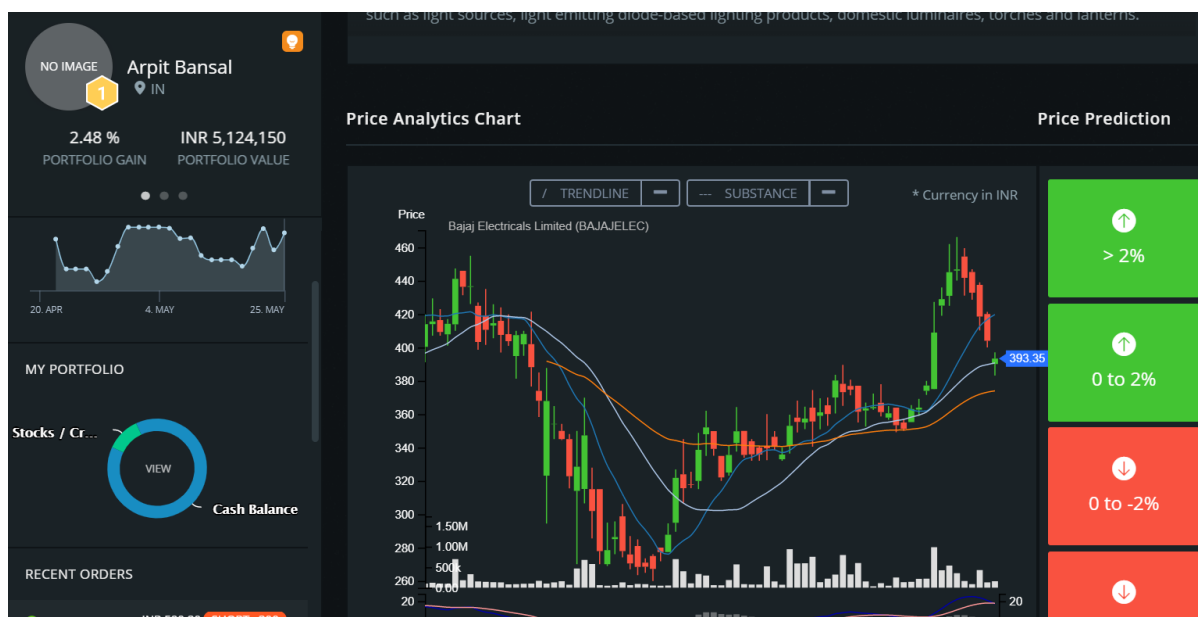 such as light sources, light emitting diode-based lighting products, domestic luminaires, torches and lanterns.
NO IMAGE
1
Arpit Bansal
IN
2.48 %
PORTFOLIO GAIN
INR 5,124,150
PORTFOLIO VALUE
20. APR
4. MAY
25. MAY
MY PORTFOLIO
Stocks / Cr...
VIEW
Cash Balance
RECENT ORDERS
Price Analytics Chart
/ TRENDLINE
--- SUBSTANCE
* Currency in INR
Price
Bajaj Electricals Limited (BAJAJELEC)
460
440
420
400
380
360
340
320
300
280
260
1.50M
1.00M
500k
0.00
393.35
20
20
Price Prediction
> 2%
0 to 2%
0 to -2%